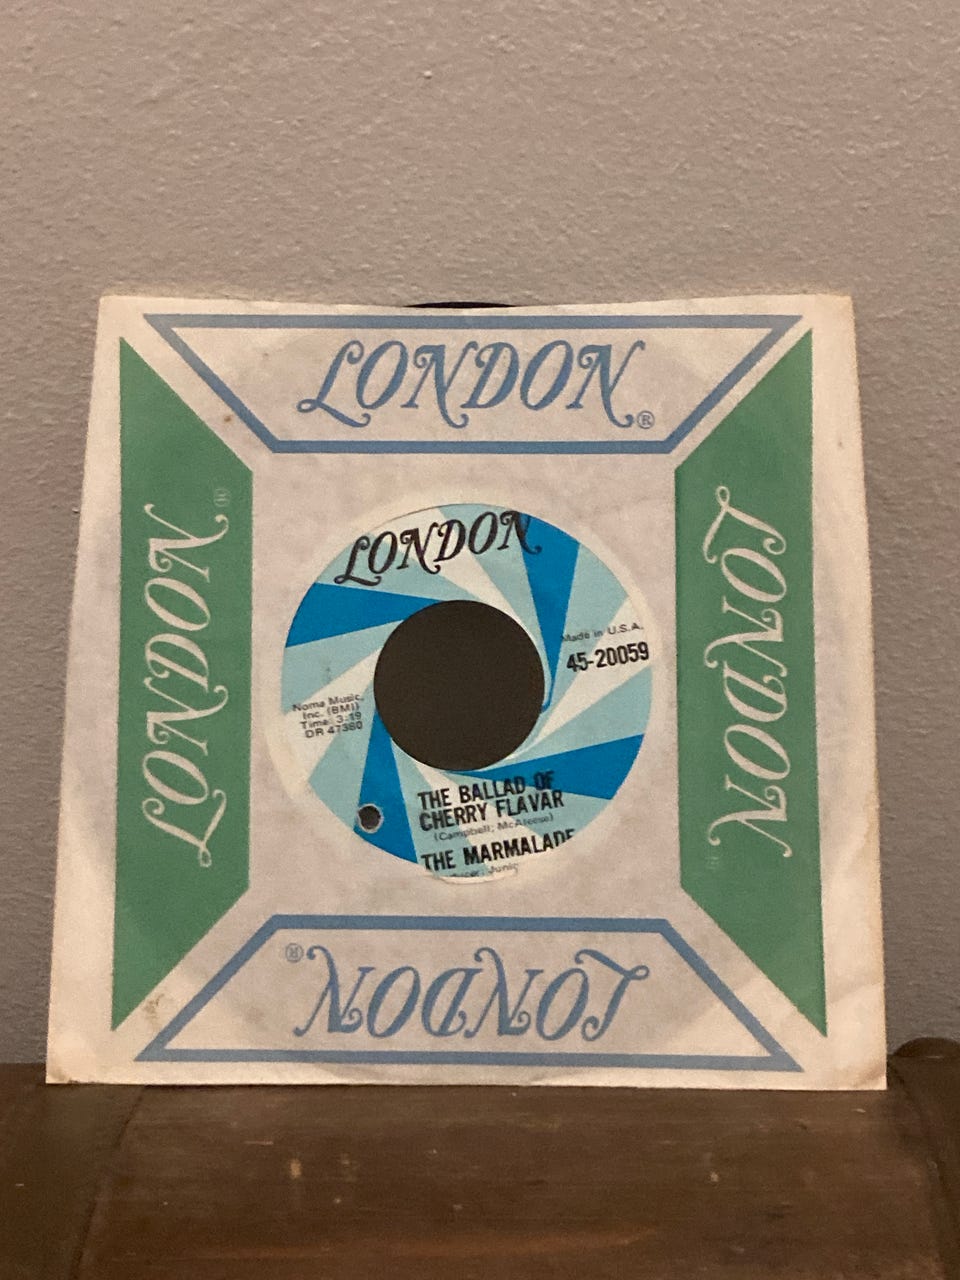 LONDON®
LONDON®
LONDON
LONDON
Made in U.S.A.
45-20059
Noma Music,
Inc. (BMI)
Time: 3:19
DR 47380
THE BALLAD OF
CHERRY FLAVAR
(Campbell; McAleese)
THE MARMALADE
Junior
LONDON®